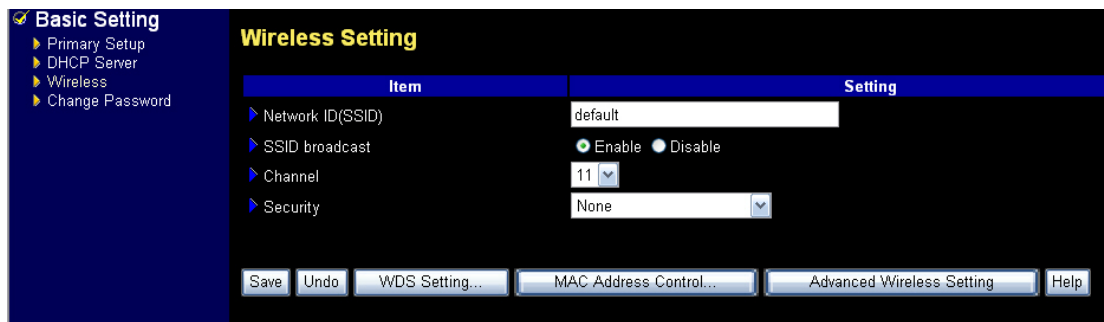 Basic Setting
Primary Setup
DHCP Server
Wireless
Change Password
Wireless Setting
Item Setting
Network ID(SSID) default
SSID broadcast Enable Disable
Channel 11
Security None
Save Undo WDS Setting... MAC Address Control... Advanced Wireless Setting Help